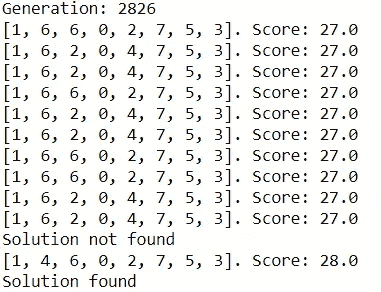 Generation: 2826
[1, 6, 6, 0, 2, 7, 5, 3]. Score: 27.0
[1, 6, 2, 0, 4, 7, 5, 3]. Score: 27.0
[1, 6, 2, 0, 4, 7, 5, 3]. Score: 27.0
[1, 6, 6, 0, 2, 7, 5, 3]. Score: 27.0
[1, 6, 2, 0, 4, 7, 5, 3]. Score: 27.0
[1, 6, 2, 0, 4, 7, 5, 3]. Score: 27.0
[1, 6, 6, 0, 2, 7, 5, 3]. Score: 27.0
[1, 6, 6, 0, 2, 7, 5, 3]. Score: 27.0
[1, 6, 2, 0, 4, 7, 5, 3]. Score: 27.0
[1, 6, 2, 0, 4, 7, 5, 3]. Score: 27.0
Solution not found
[1, 4, 6, 0, 2, 7, 5, 3]. Score: 28.0
Solution found